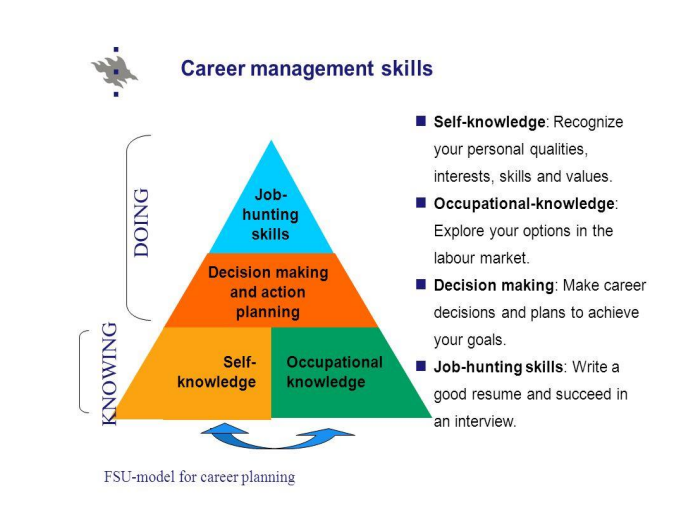 Career management skills
DOING
KNOWING
Job-
hunting
skills
Decision making
and action
planning
Self-
knowledge
Occupational
knowledge
FSU-model for career planning
Self-knowledge: Recognize
your personal qualities,
interests, skills and values.
Occupational-knowledge:
Explore your options in the
labour market.
Decision making: Make career
decisions and plans to achieve
your goals.
Job-hunting skills: Write a
good resume and succeed in
an interview.